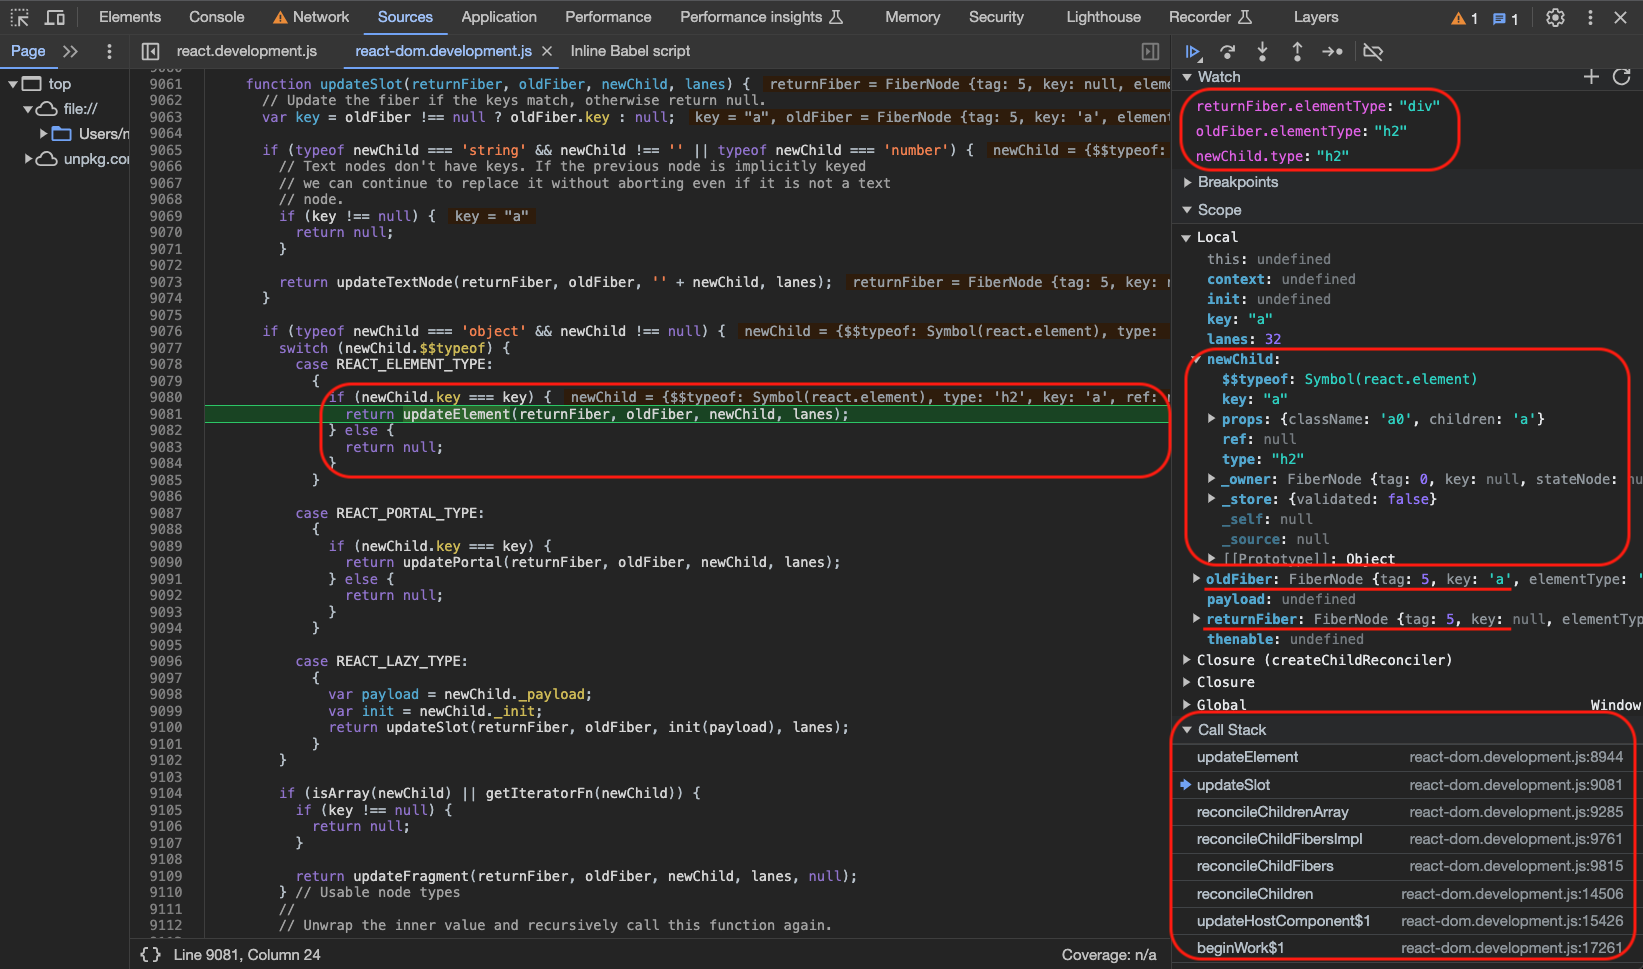 Elements Console Network Sources Application Performance Performance insights Memory Security Lighthouse Recorder Layers 1 1
Page react.development.js react-dom.development.js Inline Babel script
top
file://
Users/
unpkg.co
9061 function updateSlot(returnFiber, oldFiber, newChild, lanes) { returnFiber = FiberNode {tag: 5, key: null, elem
9062 // Update the fiber if the keys match, otherwise return null.
9063 var key = oldFiber !== null ? oldFiber.key : null; key = "a", oldFiber = FiberNode {tag: 5, key: 'a', element
9064
9065 if (typeof newChild === 'string' && newChild !== '' || typeof newChild === 'number') { newChild = {$$typeof:
9066 // Text nodes don't have keys. If the previous node is implicitly keyed
9067 // we can continue to replace it without aborting even if it is not a text
9068 // node.
9069 if (key !== null) { key = "a"
9070 return null;
9071 }
9072
9073 return updateTextNode(returnFiber, oldFiber, '' + newChild, lanes); returnFiber = FiberNode {tag: 5, key:
9074 }
9075
9076 if (typeof newChild === 'object' && newChild !== null) { newChild = {$$typeof: Symbol(react.element), type:
9077 switch (newChild.$$typeof) {
9078 case REACT_ELEMENT_TYPE:
9079 {
9080 if (newChild.key === key) { newChild = {$$typeof: Symbol(react.element), type: 'h2', key: 'a', ref:
9081 return updateElement(returnFiber, oldFiber, newChild, lanes);
9082 } else {
9083 return null;
9084 }
9085 }
9086
9087 case REACT_PORTAL_TYPE:
9088 {
9089 if (newChild.key === key) {
9090 return updatePortal(returnFiber, oldFiber, newChild, lanes);
9091 } else {
9092 return null;
9093 }
9094 }
9095
9096 case REACT_LAZY_TYPE:
9097 {
9098 var payload = newChild._payload;
9099 var init = newChild._init;
9100 return updateSlot(returnFiber, oldFiber, init(payload), lanes);
9101 }
9102 }
9103
9104 if (isArray(newChild) || getIteratorFn(newChild)) {
9105 if (key !== null) {
9106 return null;
9107 }
9108
9109 return updateFragment(returnFiber, oldFiber, newChild, lanes, null);
9110 } // Usable node types
9111 //
9112 // Unwrap the inner value and recursively call this function again.
{} Line 9081, Column 24 Coverage: n/a
Watch
returnFiber.elementType: "div"
oldFiber.elementType: "h2"
newChild.type: "h2"
Breakpoints
Scope
Local
this: undefined
context: undefined
init: undefined
key: "a"
lanes: 32
newChild:
$$typeof: Symbol(react.element)
key: "a"
props: {className: 'a0', children: 'a'}
ref: null
type: "h2"
_owner: FiberNode {tag: 0, key: null, stateNode: nu
_store: {validated: false}
_self: null
_source: null
[[Prototype]]: Object
oldFiber: FiberNode {tag: 5, key: 'a', elementType: '
payload: undefined
returnFiber: FiberNode {tag: 5, key: null, elementTy
thenable: undefined
Closure (createChildReconciler)
Closure
Global Window
Call Stack
updateElement react-dom.development.js:8944
updateSlot react-dom.development.js:9081
reconcileChildrenArray react-dom.development.js:9285
reconcileChildFibersImpl react-dom.development.js:9761
reconcileChildFibers react-dom.development.js:9815
reconcileChildren react-dom.development.js:14506
updateHostComponent$1 react-dom.development.js:15426
beginWork$1 react-dom.development.js:17261